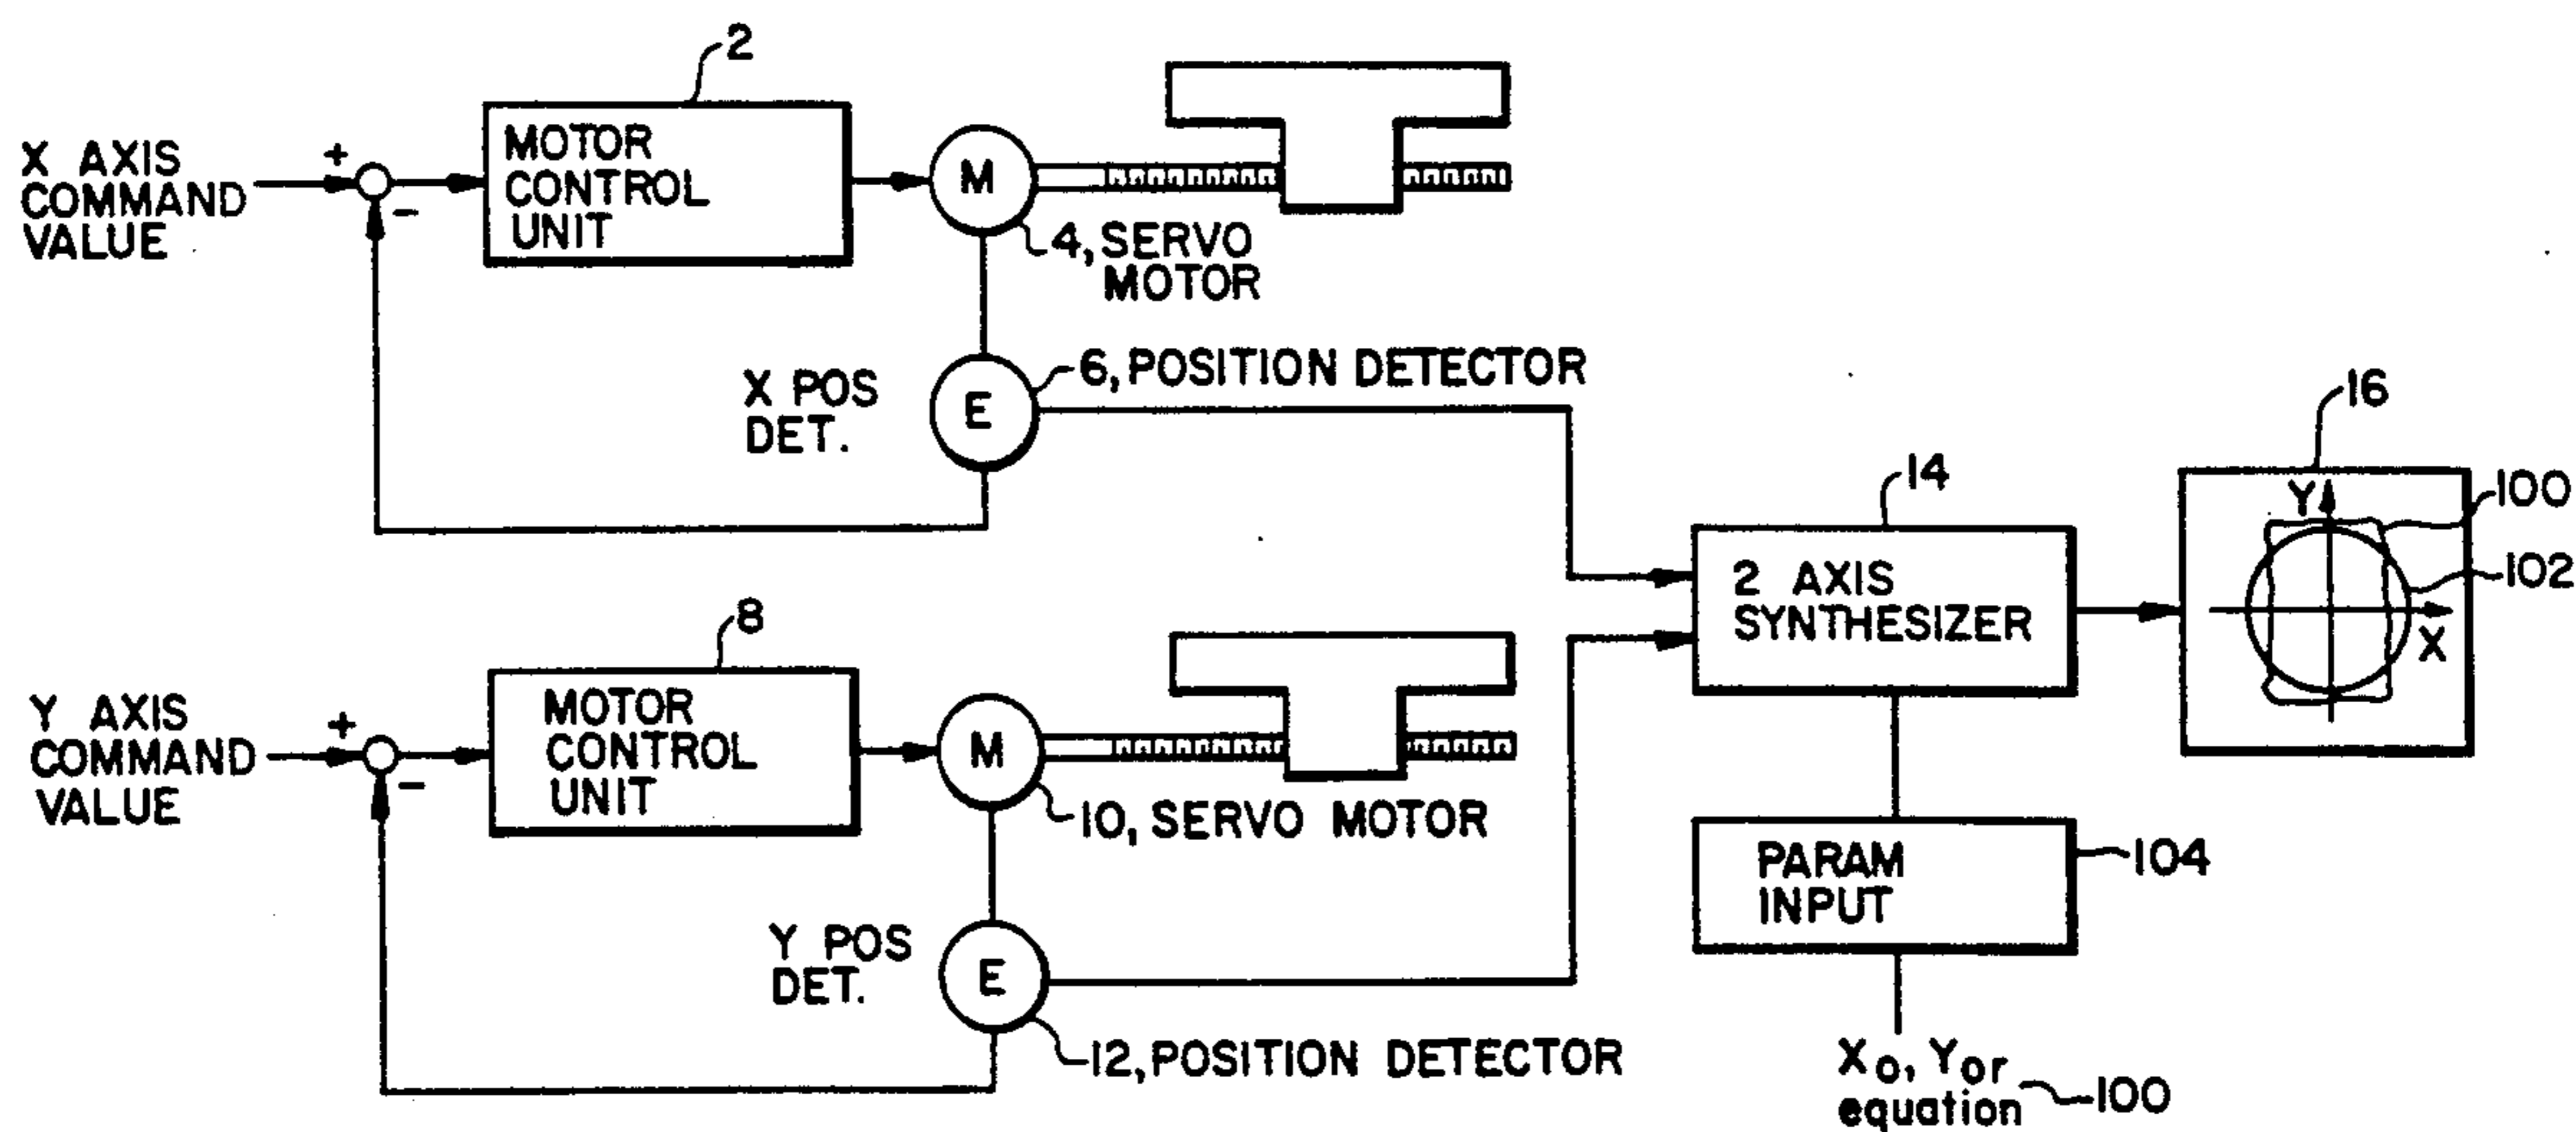 2
X AXIS
COMMAND
VALUE
+
-
MOTOR
CONTROL
UNIT
M
4, SERVO
MOTOR
X POS
DET.
E
6, POSITION DETECTOR
8
Y AXIS
COMMAND
VALUE
+
-
MOTOR
CONTROL
UNIT
M
10, SERVO MOTOR
Y POS
DET.
E
12, POSITION DETECTOR
14
2 AXIS
SYNTHESIZER
16
Y
X
100
102
PARAM
INPUT
104
Xo, Yor
equation
100